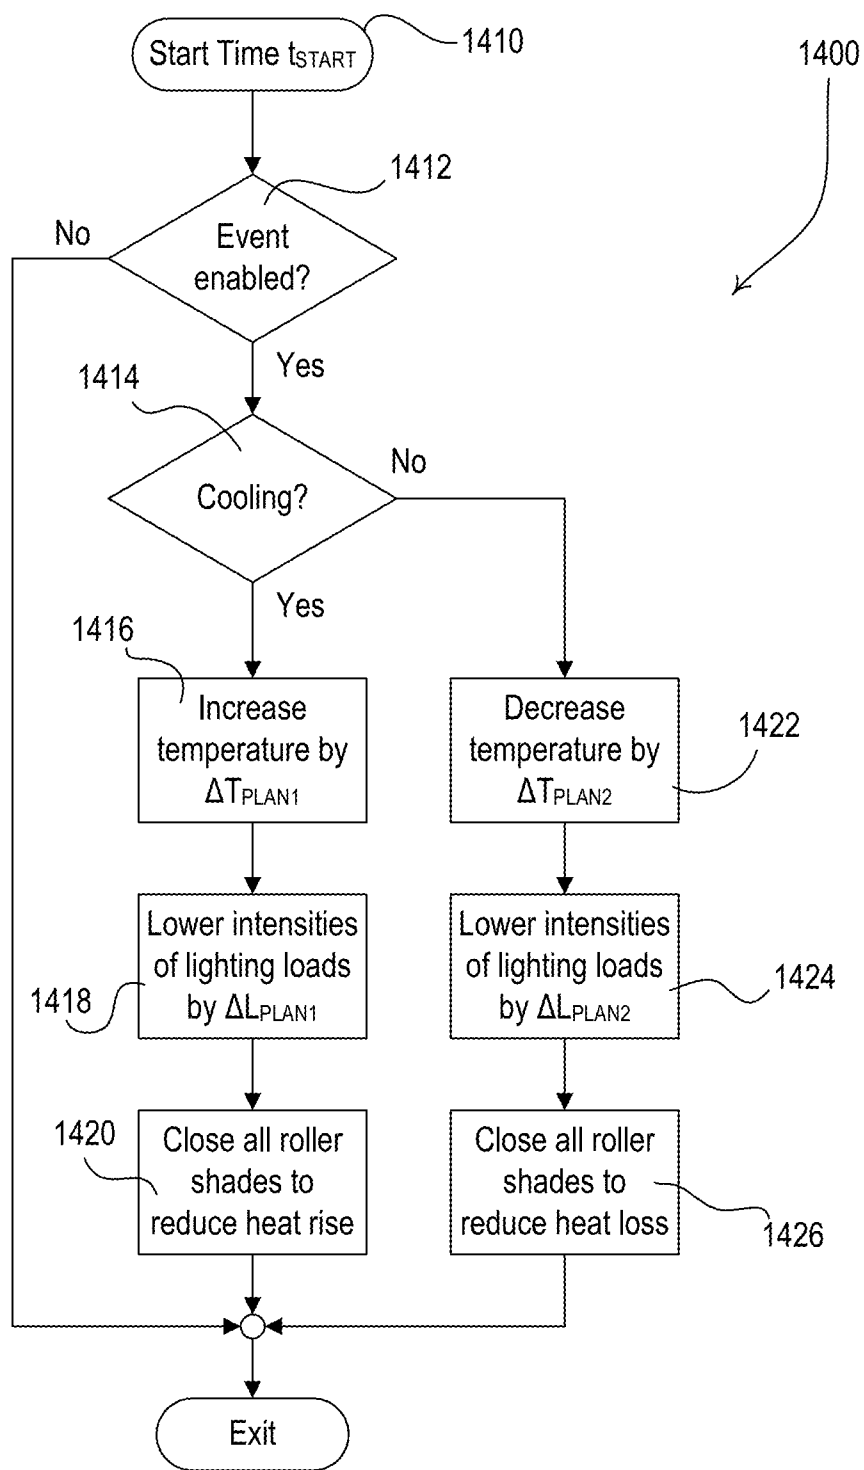 Start Time tSTART
1410
1400
1412
No
Event
enabled?
Yes
1414
No
Cooling?
Yes
1416
Increase
temperature by
ΔTPLAN1
Decrease
temperature by
ΔTPLAN2
1422
Lower intensities
of lighting loads
by ΔLPLAN1
1418
Lower intensities
of lighting loads
by ΔLPLAN2
1424
1420
Close all roller
shades to
reduce heat rise
Close all roller
shades to
reduce heat loss
1426
Exit